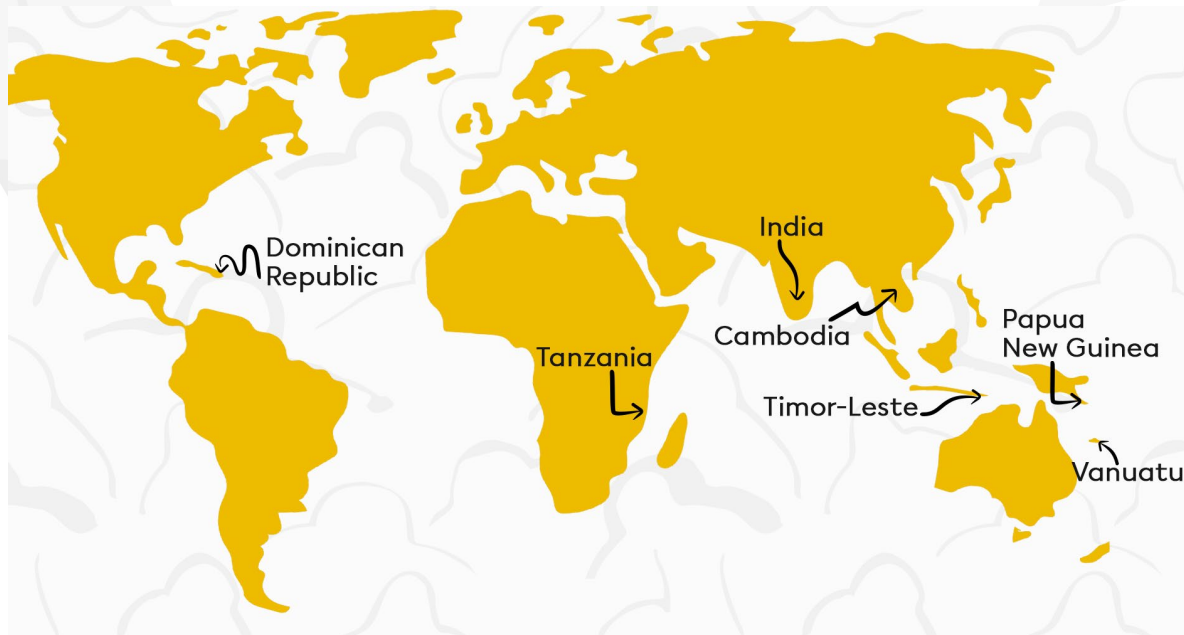 India
Dominican
Republic
Cambodia
Papua
New Guinea
Tanzania
Timor-Leste
Vanuatu